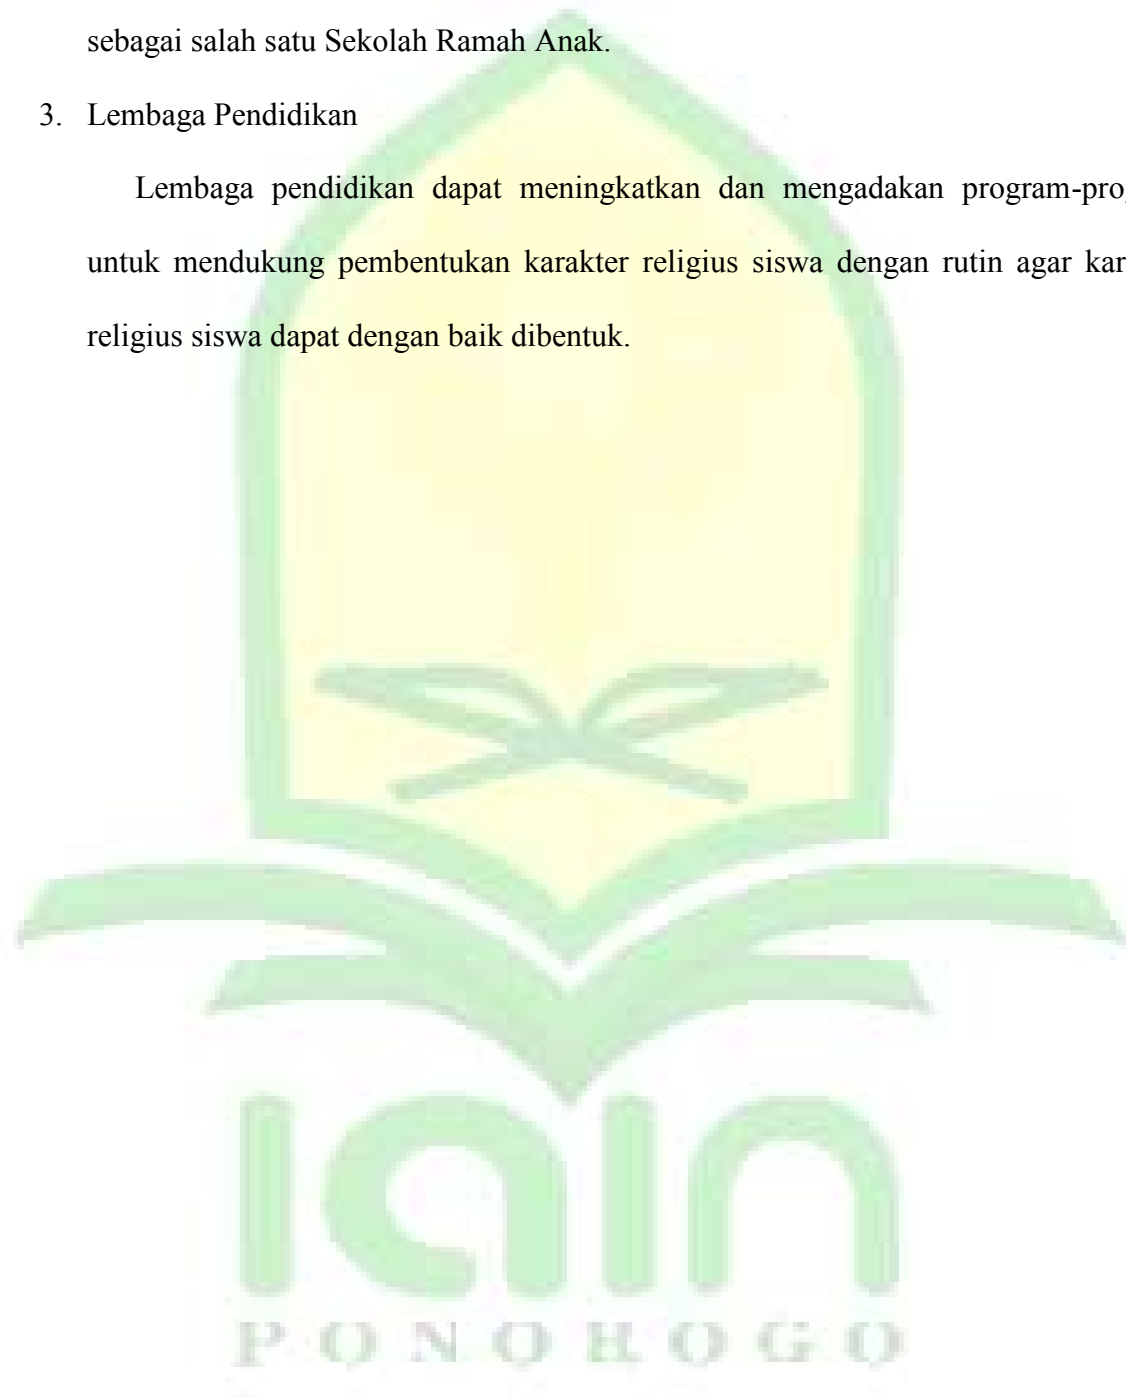 sebagai salah satu Sekolah Ramah Anak.
3. Lembaga Pendidikan
Lembaga pendidikan dapat meningkatkan dan mengadakan program-pro
untuk mendukung pembentukan karakter religius siswa dengan rutin agar kar
religius siswa dapat dengan baik dibentuk.
iain
PONOROGO